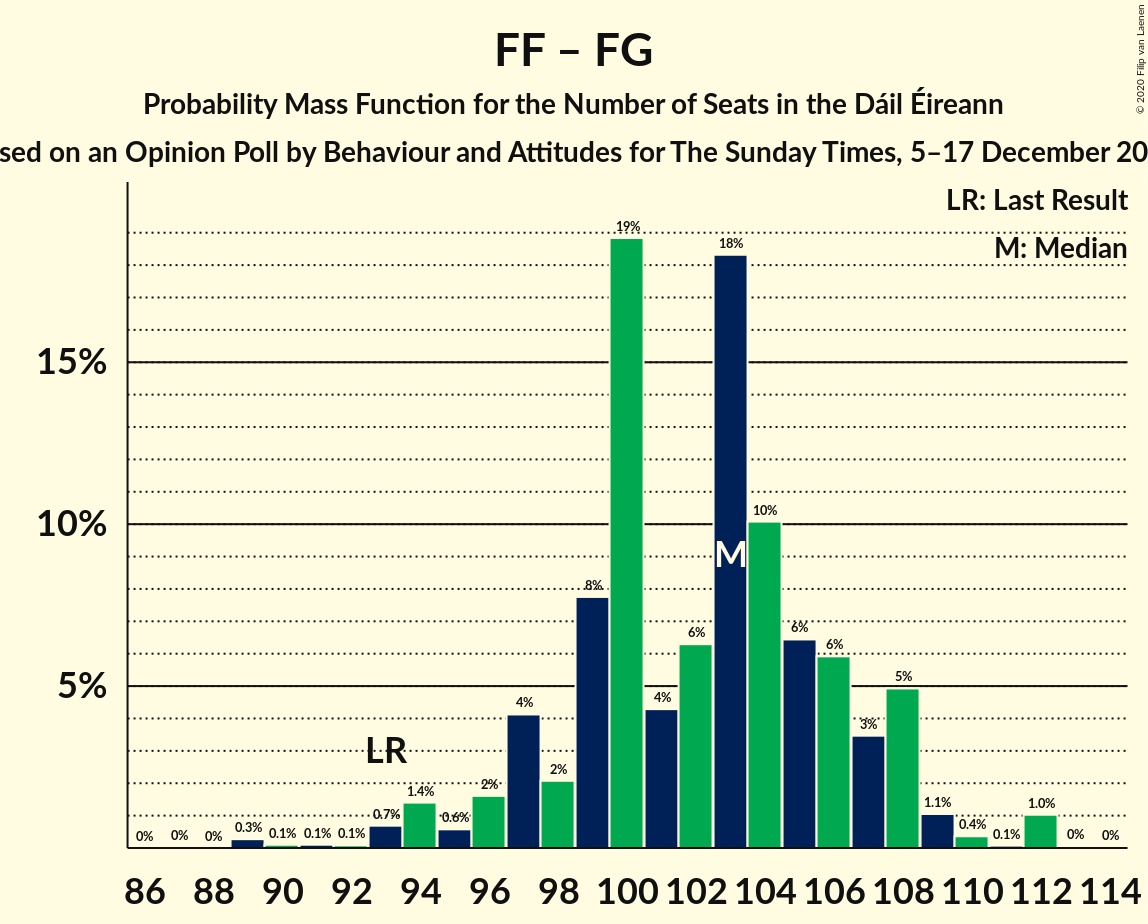 FF – FG
Probability Mass Function for the Number of Seats in the Dáil Éireann
sed on an Opinion Poll by Behaviour and Attitudes for The Sunday Times, 5–17 December 20
© 2020 Filip van Laenen
LR: Last Result
M: Median
15%
10%
5%
LR
M
0% 0% 0% 0.3% 0.1% 0.1% 0.1% 0.7% 1.4% 0.6% 2% 4% 2% 8% 19% 4% 6% 18% 10% 6% 6% 3% 5% 1.1% 0.4% 0.1% 1.0% 0% 0%
86 88 90 92 94 96 98 100 102 104 106 108 110 112 114